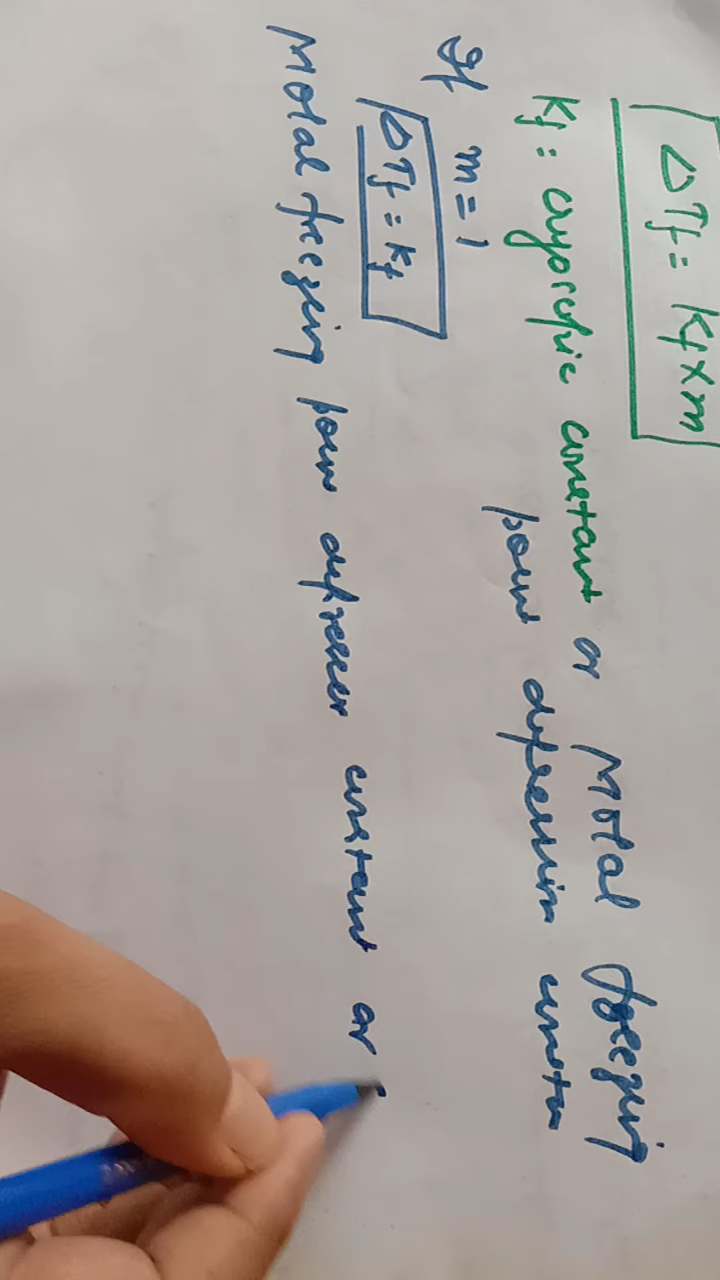 ΔTf = Kf × m
Kf : cryoscopic constant or Molal freezing
point depression constan
If m = 1
ΔTf = Kf
Molal freezing point depression constant or